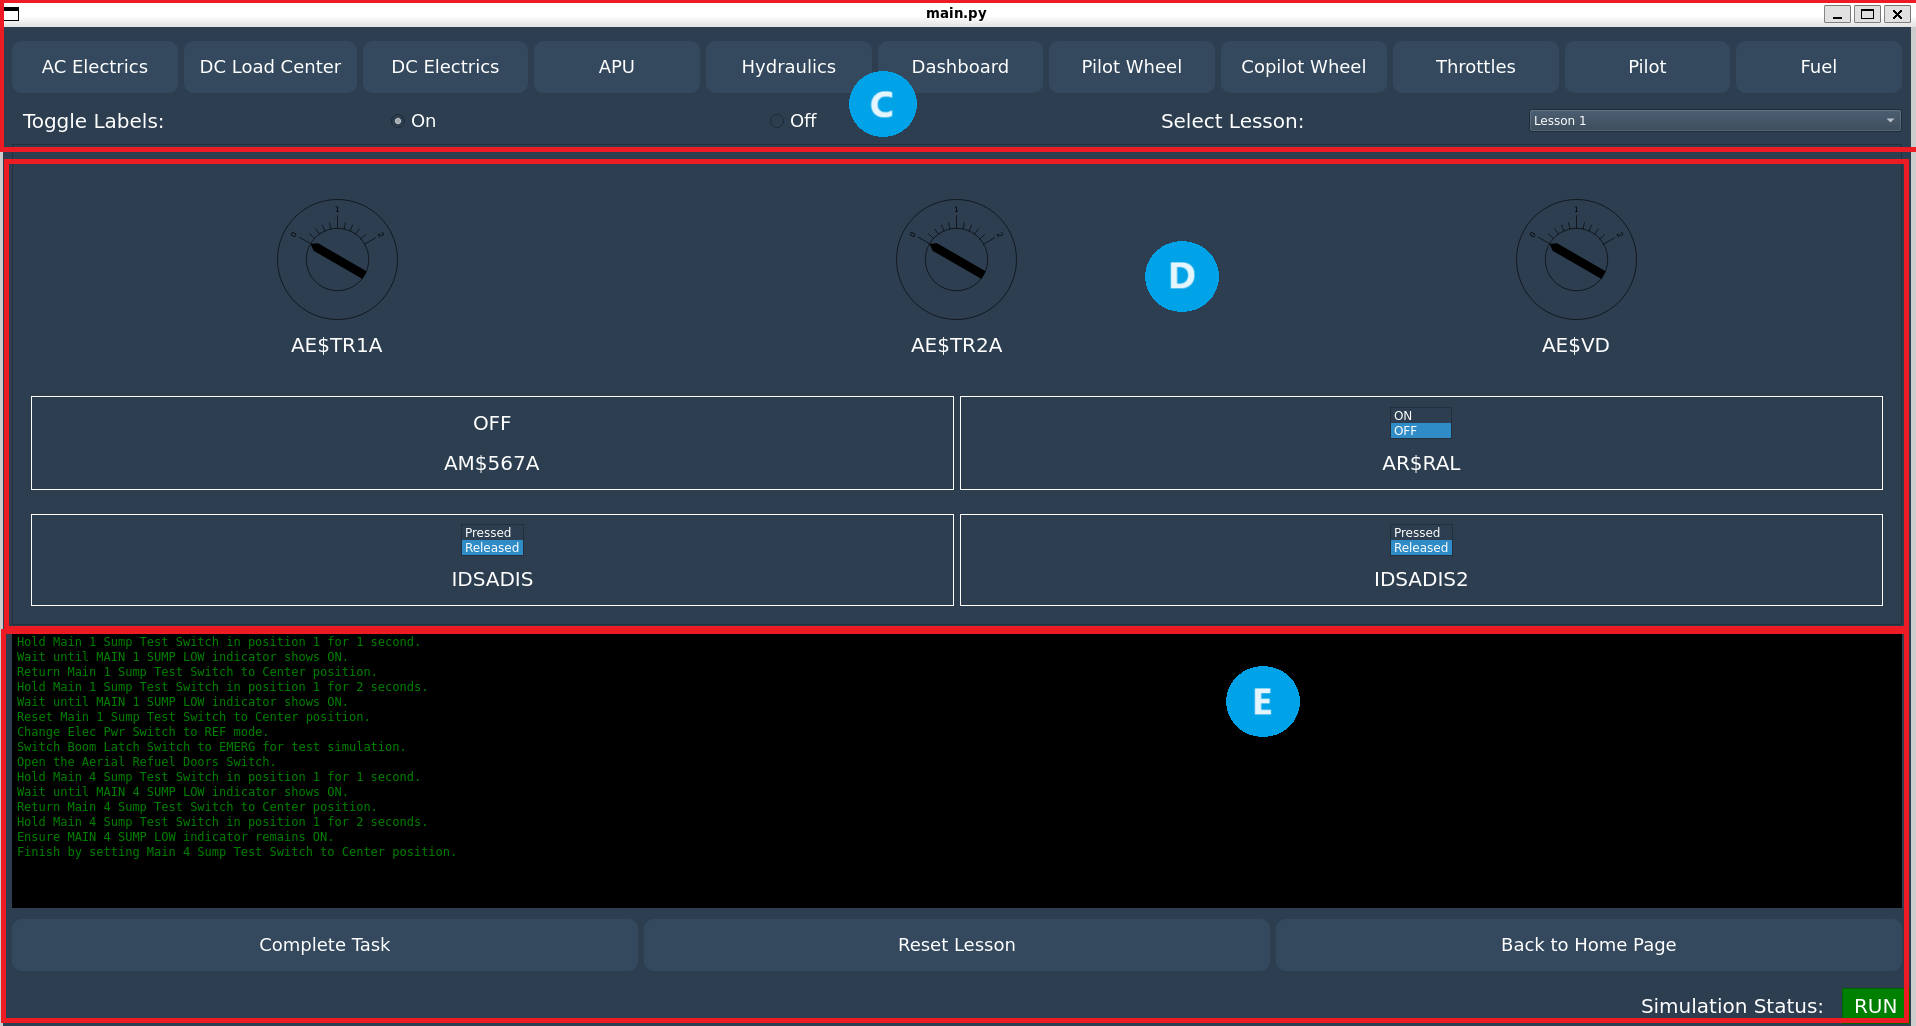 main.py
AC Electrics DC Load Center DC Electrics APU Hydraulics Dashboard Pilot Wheel Copilot Wheel Throttles Pilot Fuel
C
Toggle Labels: On Off Select Lesson: Lesson 1
0 1 2 0 1 2 0 1 2
D
AE$TR1A AE$TR2A AE$VD
OFF
AM$567A
ON
OFF
AR$RAL
Pressed
Released
IDSADIS
Pressed
Released
IDSADIS2
Hold Main 1 Sump Test Switch in position 1 for 1 second.
Wait until MAIN 1 SUMP LOW indicator shows ON.
Return Main 1 Sump Test Switch to Center position.
Hold Main 1 Sump Test Switch in position 1 for 2 seconds.
Wait until MAIN 1 SUMP LOW indicator shows ON.
Reset Main 1 Sump Test Switch to Center position.
Change Elec Pwr Switch to REF mode.
Switch Boom Latch Switch to EMERG for test simulation.
Open the Aerial Refuel Doors Switch.
Hold Main 4 Sump Test Switch in position 1 for 1 second.
Wait until MAIN 4 SUMP LOW indicator shows ON.
Return Main 4 Sump Test Switch to Center position.
Hold Main 4 Sump Test Switch in position 1 for 2 seconds.
Ensure MAIN 4 SUMP LOW indicator remains ON.
Finish by setting Main 4 Sump Test Switch to Center position.
E
Complete Task Reset Lesson Back to Home Page
Simulation Status: RUN